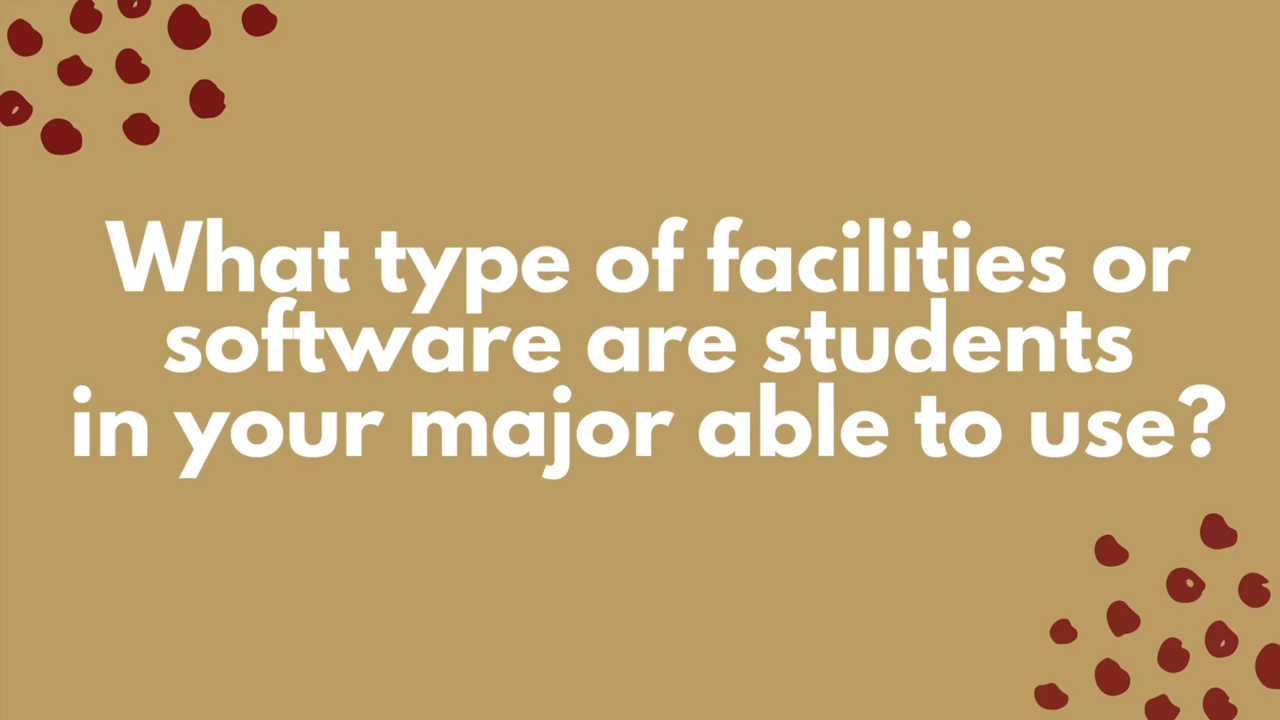 What type of facilities or
software are students
in your major able to use?